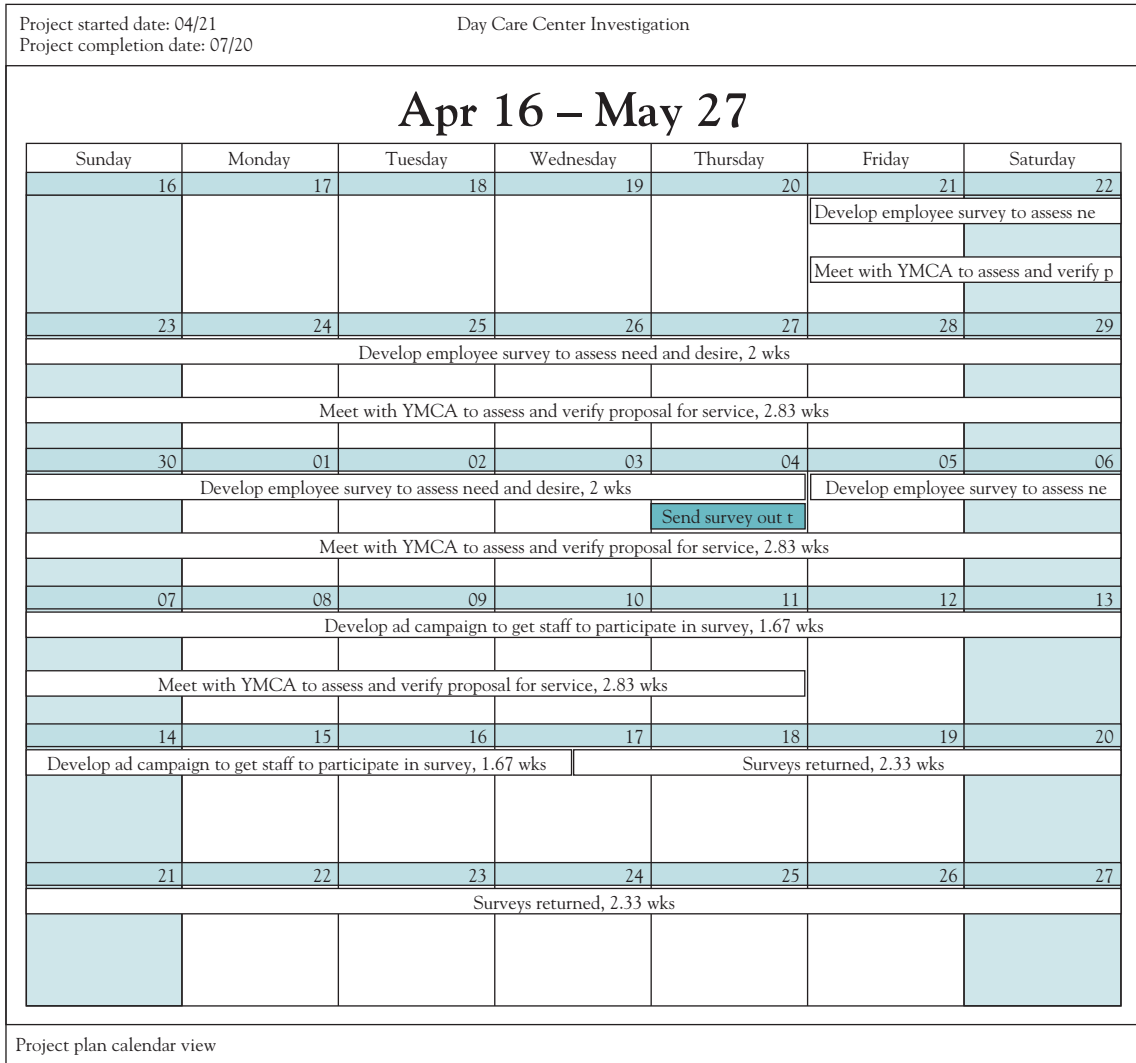 Project started date: 04/21
Day Care Center Investigation
Project completion date: 07/20
Apr 16 – May 27
Sunday Monday Tuesday Wednesday Thursday Friday Saturday
16 17 18 19 20 21 22
Develop employee survey to assess ne
Meet with YMCA to assess and verify p
23 24 25 26 27 28 29
Develop employee survey to assess need and desire, 2 wks
Meet with YMCA to assess and verify proposal for service, 2.83 wks
30 01 02 03 04 05 06
Develop employee survey to assess need and desire, 2 wks Develop employee survey to assess ne
Send survey out t
Meet with YMCA to assess and verify proposal for service, 2.83 wks
07 08 09 10 11 12 13
Develop ad campaign to get staff to participate in survey, 1.67 wks
Meet with YMCA to assess and verify proposal for service, 2.83 wks
14 15 16 17 18 19 20
Develop ad campaign to get staff to participate in survey, 1.67 wks Surveys returned, 2.33 wks
21 22 23 24 25 26 27
Surveys returned, 2.33 wks
Project plan calendar view